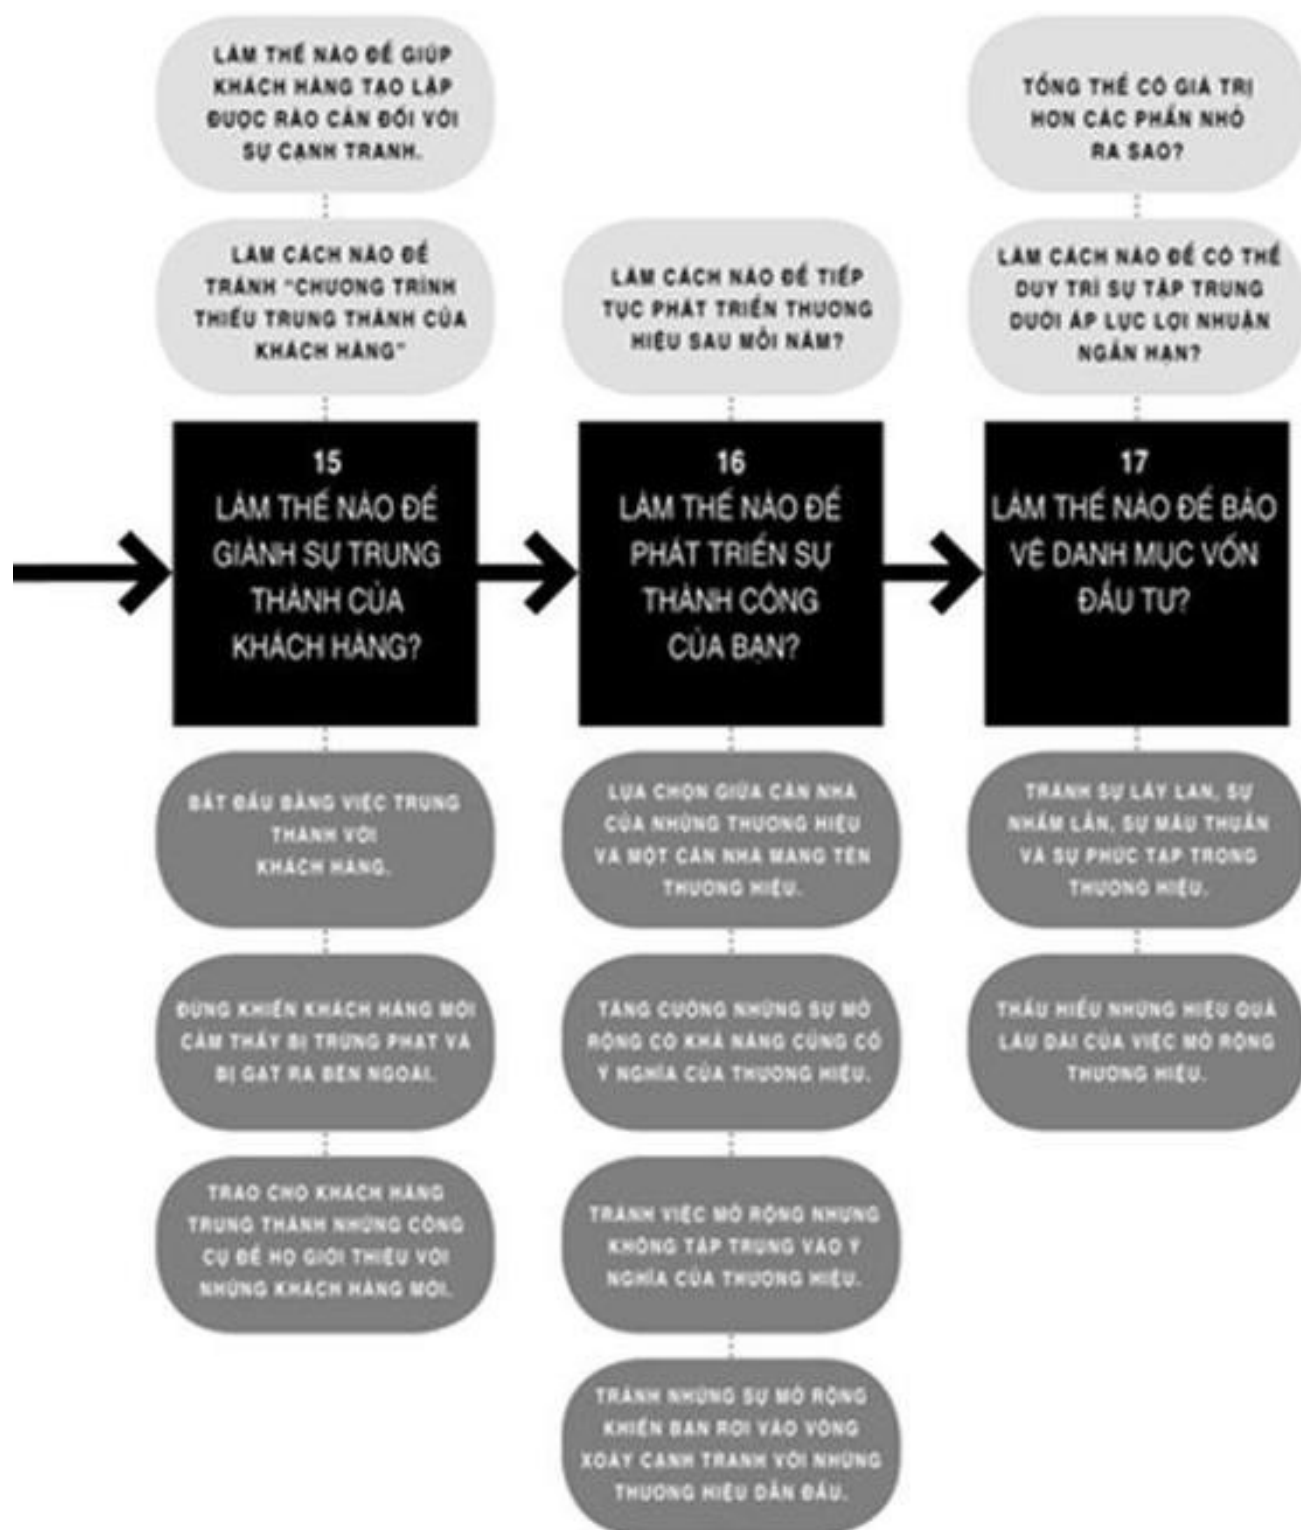 LÀM THẾ NÀO ĐỂ GIÚP
KHÁCH HÀNG TẠO LẬP
ĐƯỢC RÀO CẢN ĐỐI VỚI
SỰ CẠNH TRANH.
LÀM CÁCH NÀO ĐỂ
TRÁNH "CHƯƠNG TRÌNH
THIẾU TRUNG THÀNH CỦA
KHÁCH HÀNG"
15
LÀM THẾ NÀO ĐỂ
GIÀNH SỰ TRUNG
THÀNH CỦA
KHÁCH HÀNG?
BẮT ĐẦU BẰNG VIỆC TRUNG
THÀNH VỚI
KHÁCH HÀNG.
ĐỪNG KHIẾN KHÁCH HÀNG MỚI
CẢM THẤY BỊ TRỪNG PHẠT VÀ
BỊ GẠT RA BÊN NGOÀI.
TRAO CHO KHÁCH HÀNG
TRUNG THÀNH NHỮNG CÔNG
CỤ ĐỂ HỌ GIỚI THIỆU VỚI
NHỮNG KHÁCH HÀNG MỚI.
LÀM CÁCH NÀO ĐỂ TIẾP
TỤC PHÁT TRIỂN THƯƠNG
HIỆU SAU MỖI NĂM?
16
LÀM THẾ NÀO ĐỂ
PHÁT TRIỂN SỰ
THÀNH CÔNG
CỦA BẠN?
LỰA CHỌN GIỮA CĂN NHÀ
CỦA NHỮNG THƯƠNG HIỆU
VÀ MỘT CĂN NHÀ MANG TÊN
THƯƠNG HIỆU.
TĂNG CƯỜNG NHỮNG SỰ MỞ
RỘNG CÓ KHẢ NĂNG CỦNG CỐ
Ý NGHĨA CỦA THƯƠNG HIỆU.
TRÁNH VIỆC MỞ RỘNG NHƯNG
KHÔNG TẬP TRUNG VÀO Ý
NGHĨA CỦA THƯƠNG HIỆU.
TRÁNH NHỮNG SỰ MỞ RỘNG
KHIẾN BẠN RƠI VÀO VÒNG
XOÁY CẠNH TRANH VỚI NHỮNG
THƯƠNG HIỆU DẪN ĐẦU.
TỔNG THỂ CÓ GIÁ TRỊ
HƠN CÁC PHẦN NHỎ
RA SAO?
LÀM CÁCH NÀO ĐỂ CÓ THỂ
DUY TRÌ SỰ TẬP TRUNG
DƯỚI ÁP LỰC LỢI NHUẬN
NGẮN HẠN?
17
LÀM THẾ NÀO ĐỂ BẢO
VỆ DANH MỤC VỐN
ĐẦU TƯ?
TRÁNH SỰ LÂY LAN, SỰ
NHẦM LẪN, SỰ MÂU THUẪN
VÀ SỰ PHỨC TẠP TRONG
THƯƠNG HIỆU.
THẤU HIỂU NHỮNG HIỆU QUẢ
LÂU DÀI CỦA VIỆC MỞ RỘNG
THƯƠNG HIỆU.